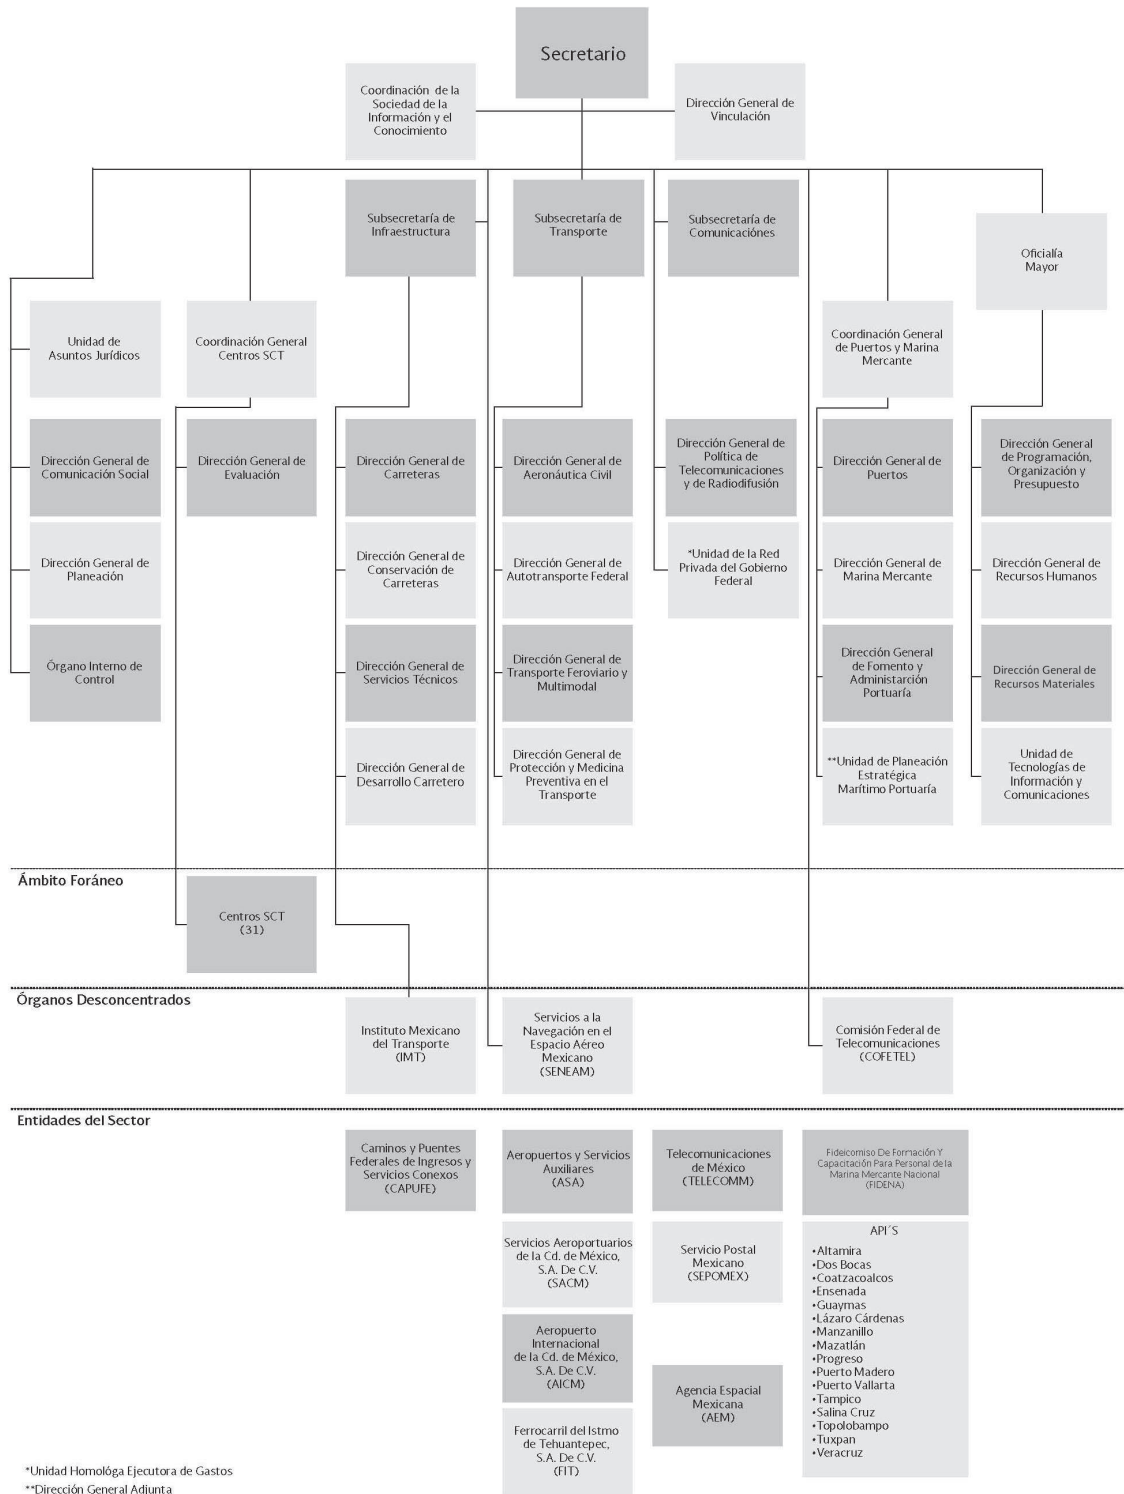 Secretario
Coordinación de la
Sociedad de la
Información y el
Conocimiento
Dirección General de
Vinculación
Subsecretaría de
Infraestructura
Subsecretaría de
Transporte
Subsecretaría de
Comunicaciónes
Oficialía
Mayor
Unidad de
Asuntos Jurídicos
Coordinación General
Centros SCT
Coordinación General
de Puertos y Marina
Mercante
Dirección General de
Comunicación Social
Dirección General de
Evaluación
Dirección General de
Carreteras
Dirección General de
Aeronáutica Civil
Dirección General de
Política de
Telecomunicaciones
y de Radiodifusión
Dirección General de
Puertos
Dirección General
de Programación,
Organización y
Presupuesto
Dirección General de
Planeación
Dirección General de
Conservación de
Carreteras
Dirección General de
Autotransporte Federal
*Unidad de la Red
Privada del Gobierno
Federal
Dirección General de
Marina Mercante
Dirección General de
Recursos Humanos
Órgano Interno de
Control
Dirección General de
Servicios Técnicos
Dirección General de
Transporte Feroviario y
Multimodal
Dirección General
de Fomento y
Administarción
Portuaría
Dirección General de
Recursos Materiales
Dirección General de
Desarrollo Carretero
Dirección General de
Protección y Medicina
Preventiva en el
Transporte
**Unidad de Planeación
Estratégica
Marítimo Portuaría
Unidad de
Tecnologías de
Información y
Comunicaciones
Ámbito Foráneo
Centros SCT
(31)
Órganos Desconcentrados
Instituto Mexicano
del Transporte
(IMT)
Servicios a la
Navegación en el
Espacio Aéreo
Mexicano
(SENEAM)
Comisión Federal de
Telecomunicaciones
(COFETEL)
Entidades del Sector
Caminos y Puentes
Federales de Ingresos y
Servicios Conexos
(CAPUFE)
Aeropuertos y Servicios
Auxiliares
(ASA)
Telecomunicaciones
de México
(TELECOMM)
Fideicomiso De Formación Y
Capacitación Para Personal de la
Marina Mercante Nacional
(FIDENA)
Servicios Aeroportuarios
de la Cd. de México,
S.A. De C.V.
(SACM)
Servicio Postal
Mexicano
(SEPOMEX)
API´S
•Altamira
•Dos Bocas
•Coatzacoalcos
•Ensenada
•Guaymas
•Lázaro Cárdenas
•Manzanillo
•Mazatlán
•Progreso
•Puerto Madero
•Puerto Vallarta
•Tampico
•Salina Cruz
•Topolobampo
•Tuxpan
•Veracruz
Aeropuerto
Internacional
de la Cd. de México,
S.A. De C.V.
(AICM)
Agencia Espacial
Mexicana
(AEM)
Ferrocarril del Istmo
de Tehuantepec,
S.A. De C.V.
(FIT)
*Unidad Homológa Ejecutora de Gastos
**Dirección General Adjunta